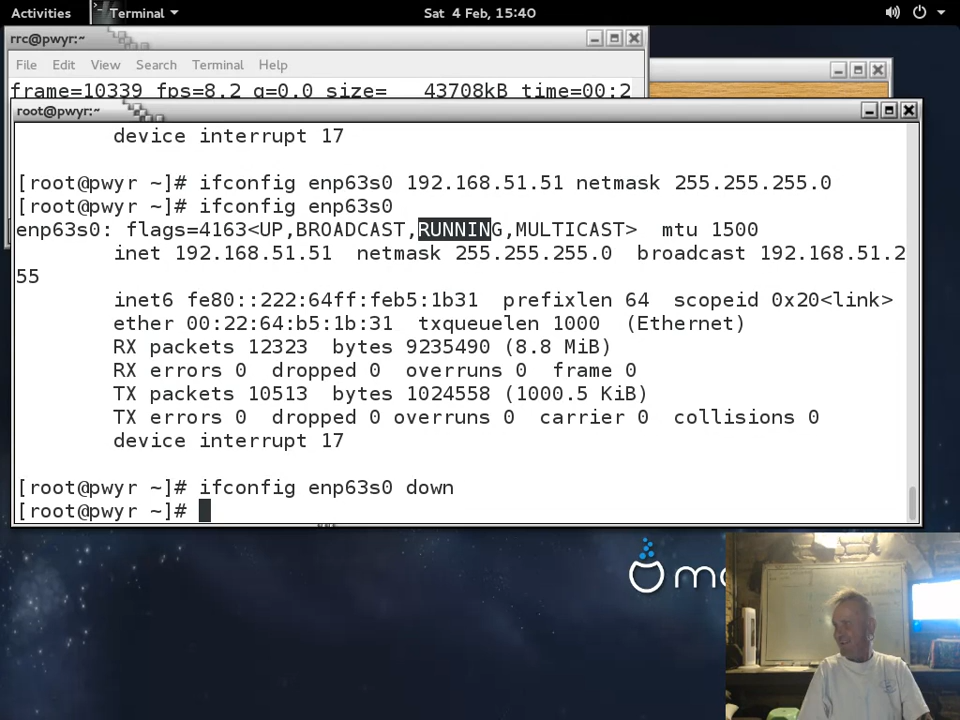 Activities Terminal Sat 4 Feb, 15:40
rrc@pwyr:~
File Edit View Search Terminal Help
frame=10339 fps=8.2 q=0.0 size= 43708kB time=00:2
root@pwyr:~
device interrupt 17
[root@pwyr ~]# ifconfig enp63s0 192.168.51.51 netmask 255.255.255.0
[root@pwyr ~]# ifconfig enp63s0
enp63s0: flags=4163<UP,BROADCAST,RUNNING,MULTICAST> mtu 1500
inet 192.168.51.51 netmask 255.255.255.0 broadcast 192.168.51.2
55
inet6 fe80::222:64ff:feb5:1b31 prefixlen 64 scopeid 0x20<link>
ether 00:22:64:b5:1b:31 txqueuelen 1000 (Ethernet)
RX packets 12323 bytes 9235490 (8.8 MiB)
RX errors 0 dropped 0 overruns 0 frame 0
TX packets 10513 bytes 1024558 (1000.5 KiB)
TX errors 0 dropped 0 overruns 0 carrier 0 collisions 0
device interrupt 17
[root@pwyr ~]# ifconfig enp63s0 down
[root@pwyr ~]#